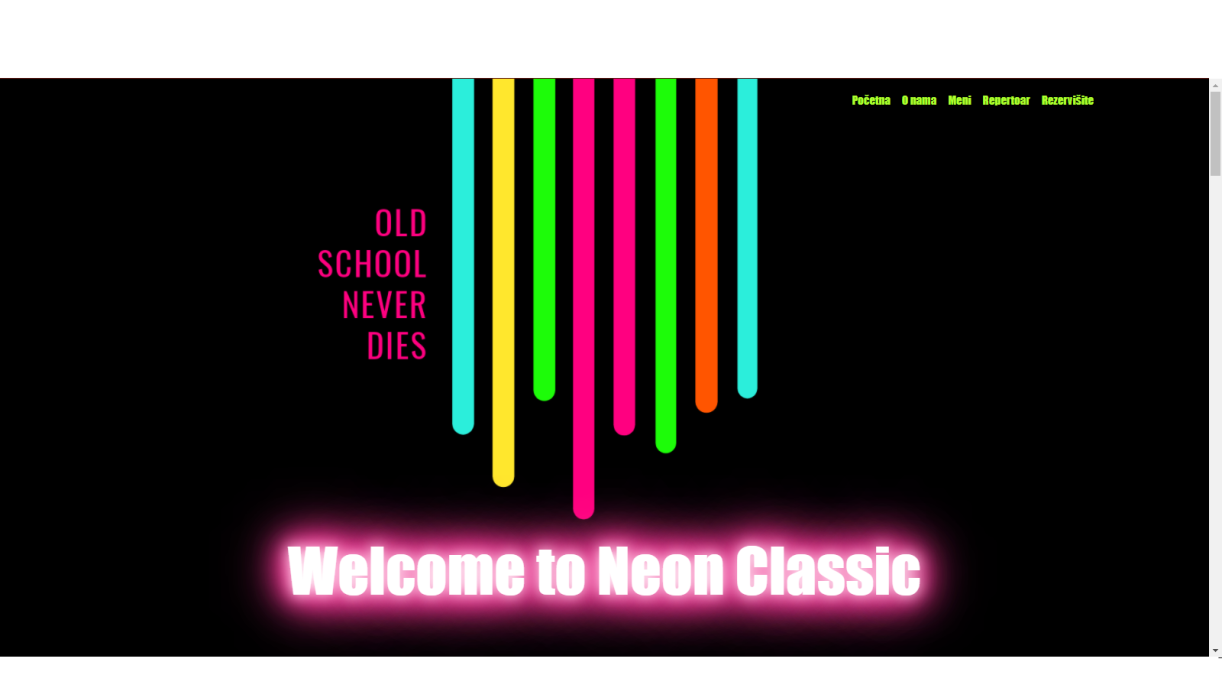 Početna O nama Meni Repertoar Rezervišite
OLD
SCHOOL
NEVER
DIES
Welcome to Neon Classic